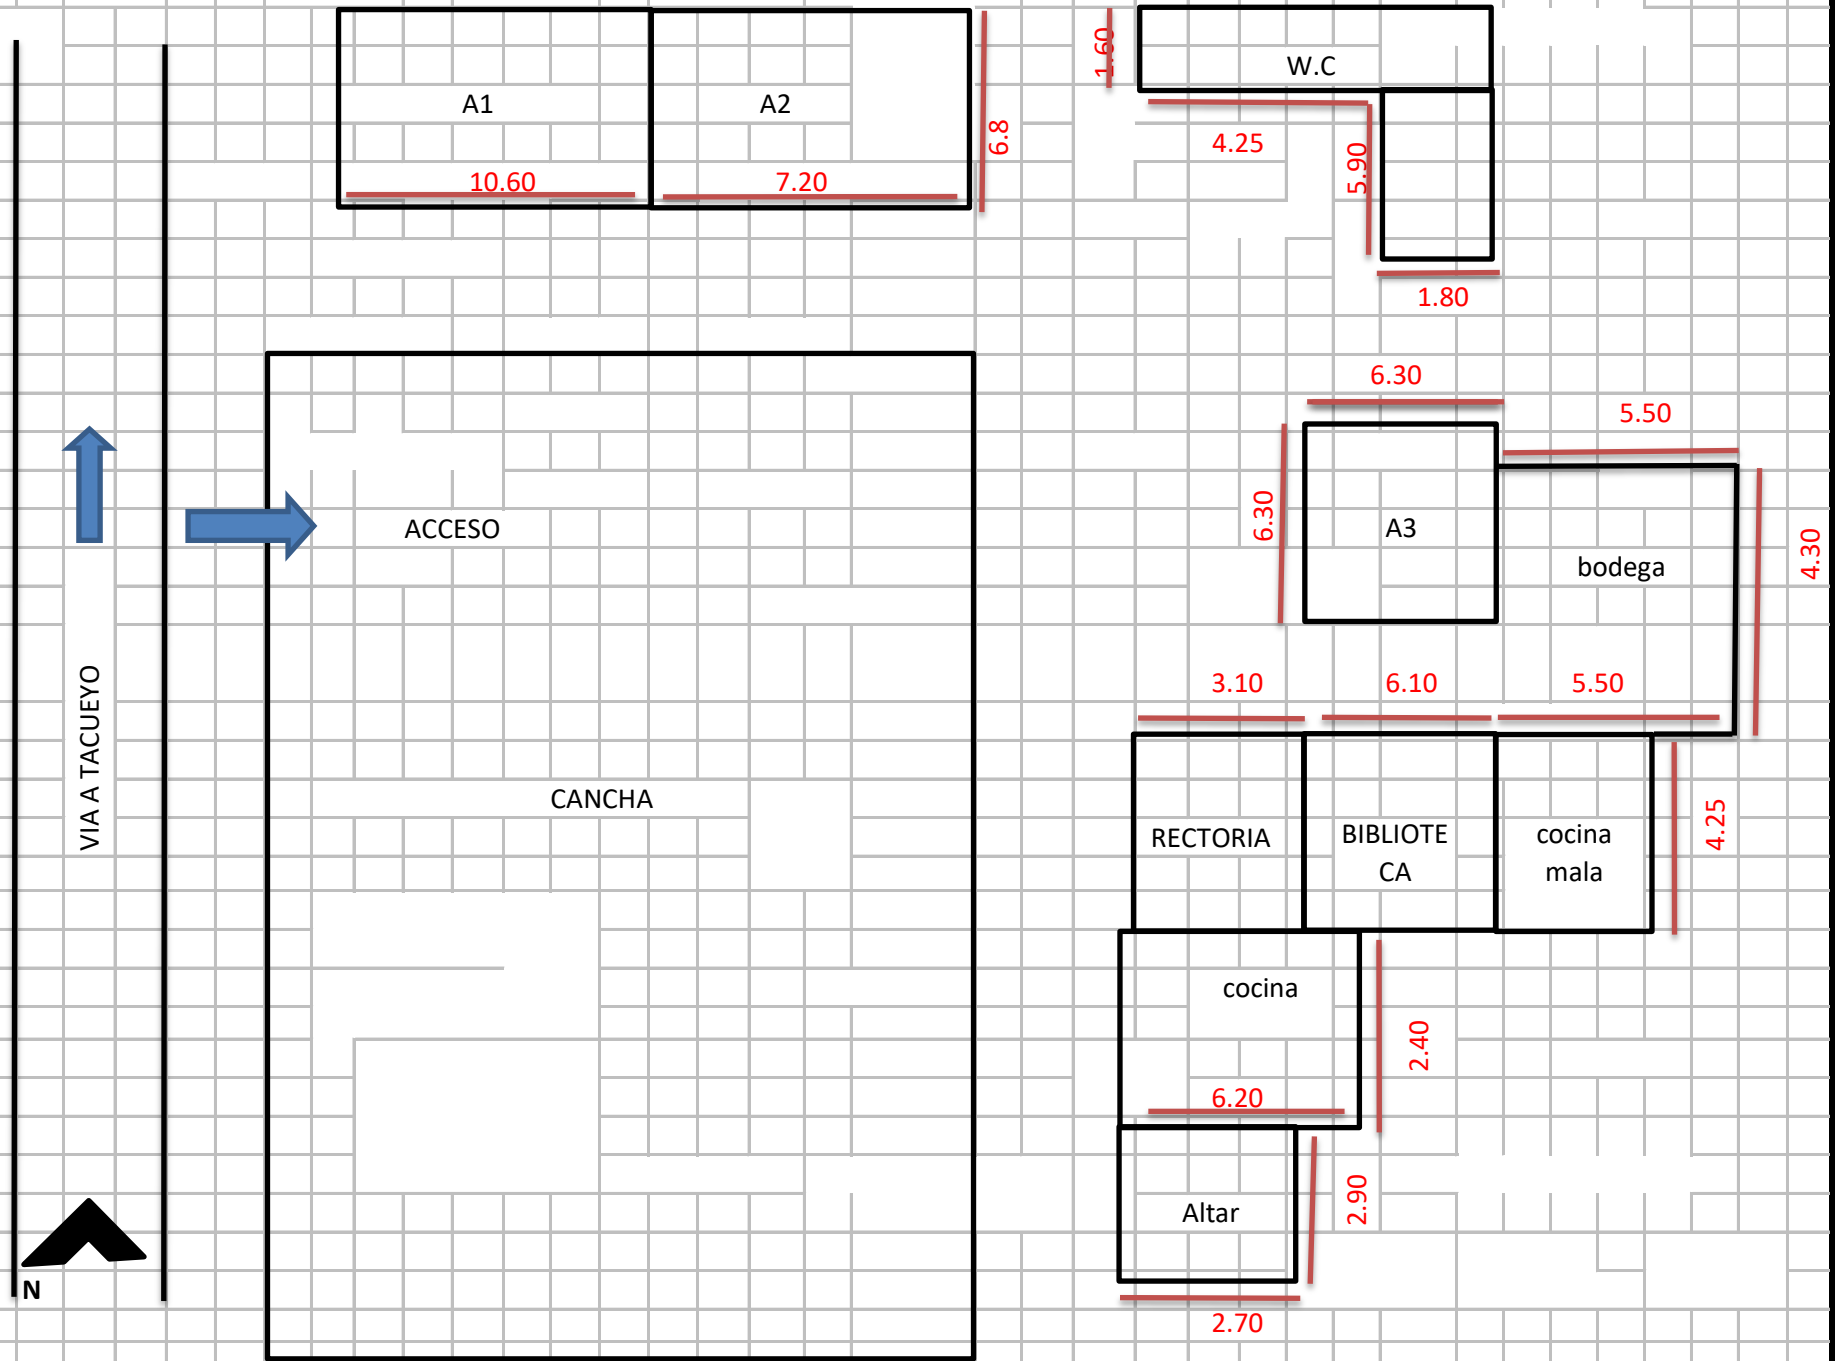 1.60
W.C
A1
A2
6.8
4.25
5.90
10.60
7.20
1.80
6.30
5.50
6.30
ACCESO
A3
bodega
4.30
3.10
6.10
5.50
VIA A TACUEYO
CANCHA
RECTORIA
BIBLIOTE
CA
cocina
mala
4.25
cocina
2.40
6.20
Altar
2.90
N
2.70